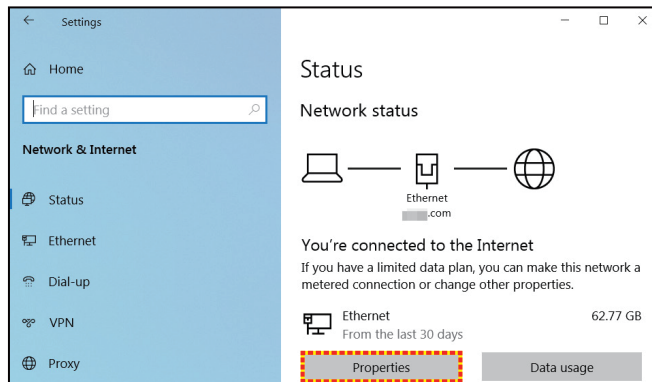 Settings
Home
Find a setting
Network & Internet
Status
Ethernet
Dial-up
VPN
Proxy
Status
Network status
Ethernet
.com
You're connected to the Internet
If you have a limited data plan, you can make this network a
metered connection or change other properties.
Ethernet 62.77 GB
From the last 30 days
Properties Data usage